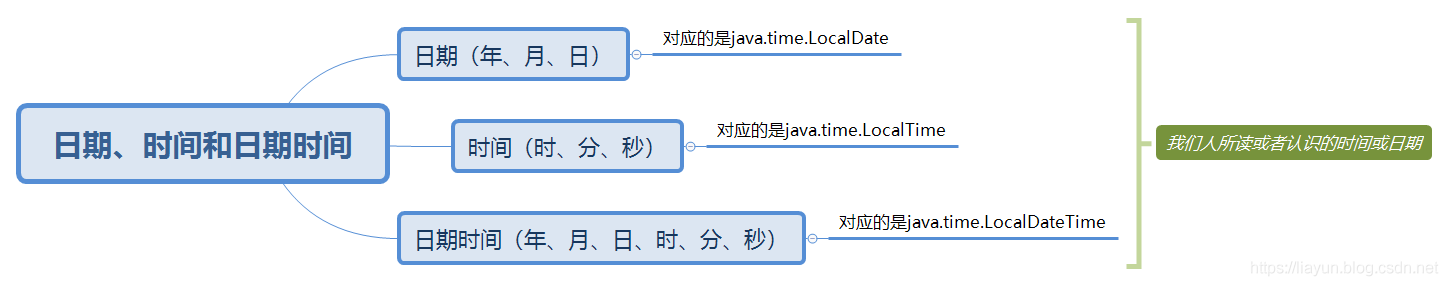 日期、时间和日期时间
日期（年、月、日）
对应的是java.time.LocalDate
时间（时、分、秒）
对应的是java.time.LocalTime
日期时间（年、月、日、时、分、秒）
对应的是java.time.LocalDateTime
我们人所读或者认识的时间或日期
https://liayun.blog.csdn.net